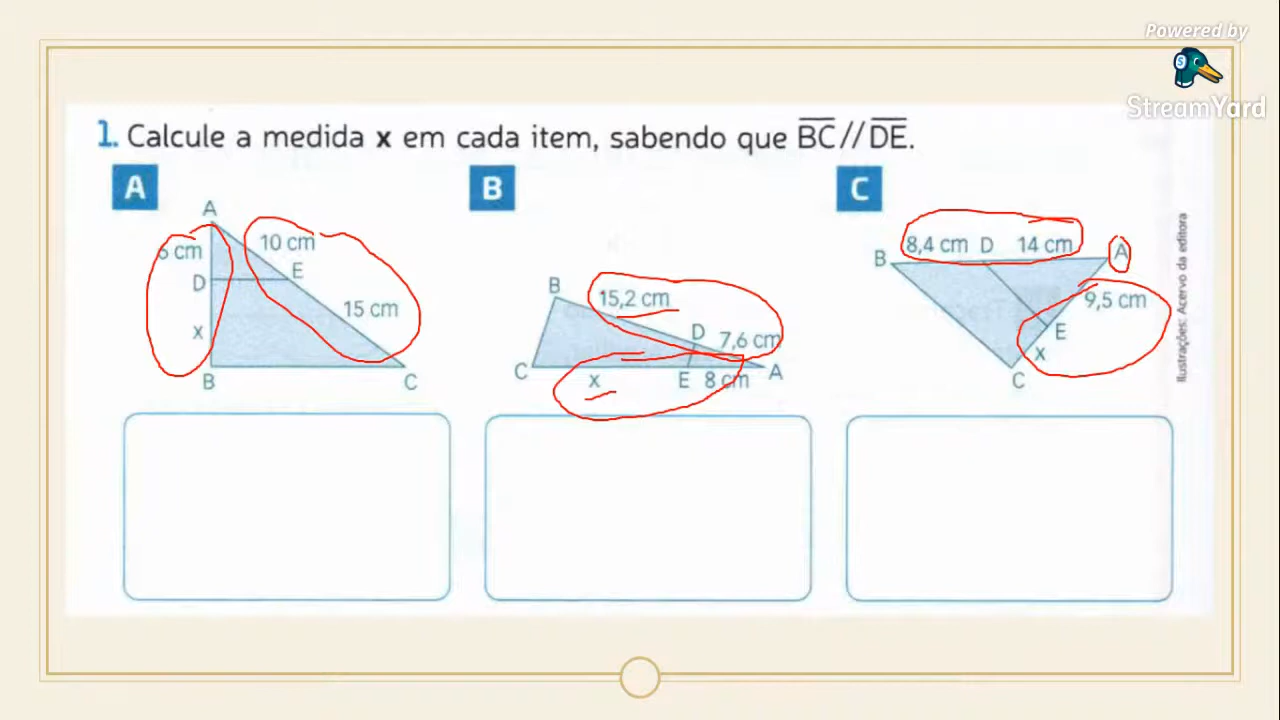 Powered by
StreamYard
1. Calcule a medida x em cada item, sabendo que BC // DE.
A
B
C
A
10 cm
cm
D
E
15 cm
x
B
C
B
15,2 cm
D
7,6 cm
C
x
E
8 cm
A
B
8,4 cm
D
14 cm
A
9,5 cm
E
x
C
Ilustrações: Acervo da editora